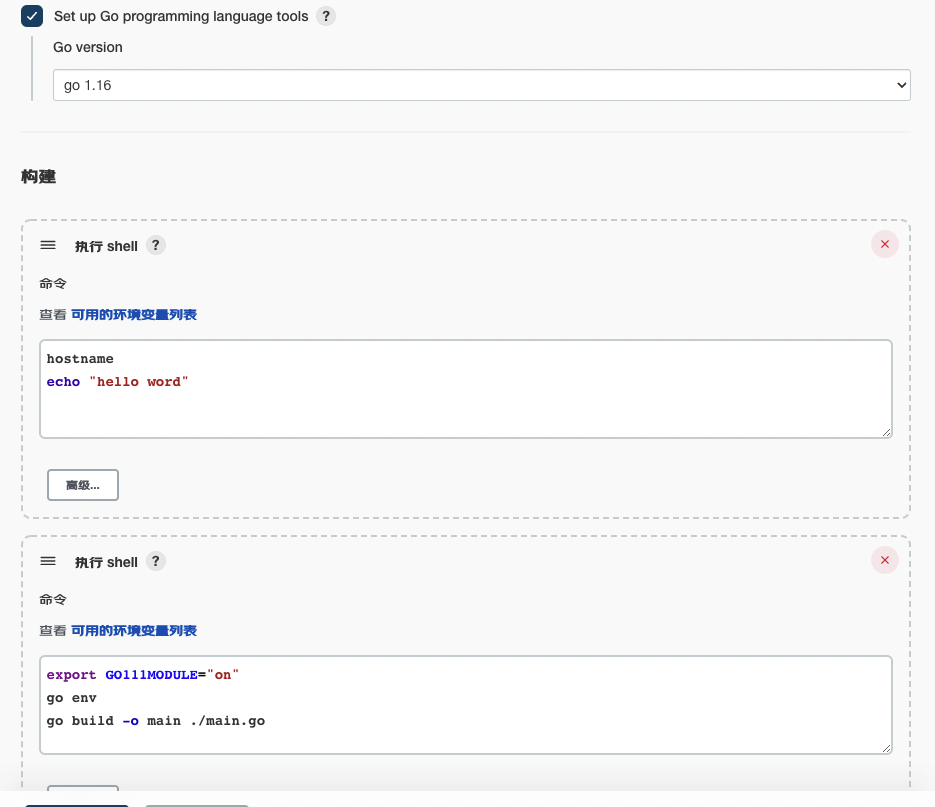 Set up Go programming language tools ?
Go version
go 1.16
构建
执行 shell ?
命令
查看 可用的环境变量列表
hostname
echo "hello word"
高级...
执行 shell ?
命令
查看 可用的环境变量列表
export GO111MODULE="on"
go env
go build -o main ./main.go